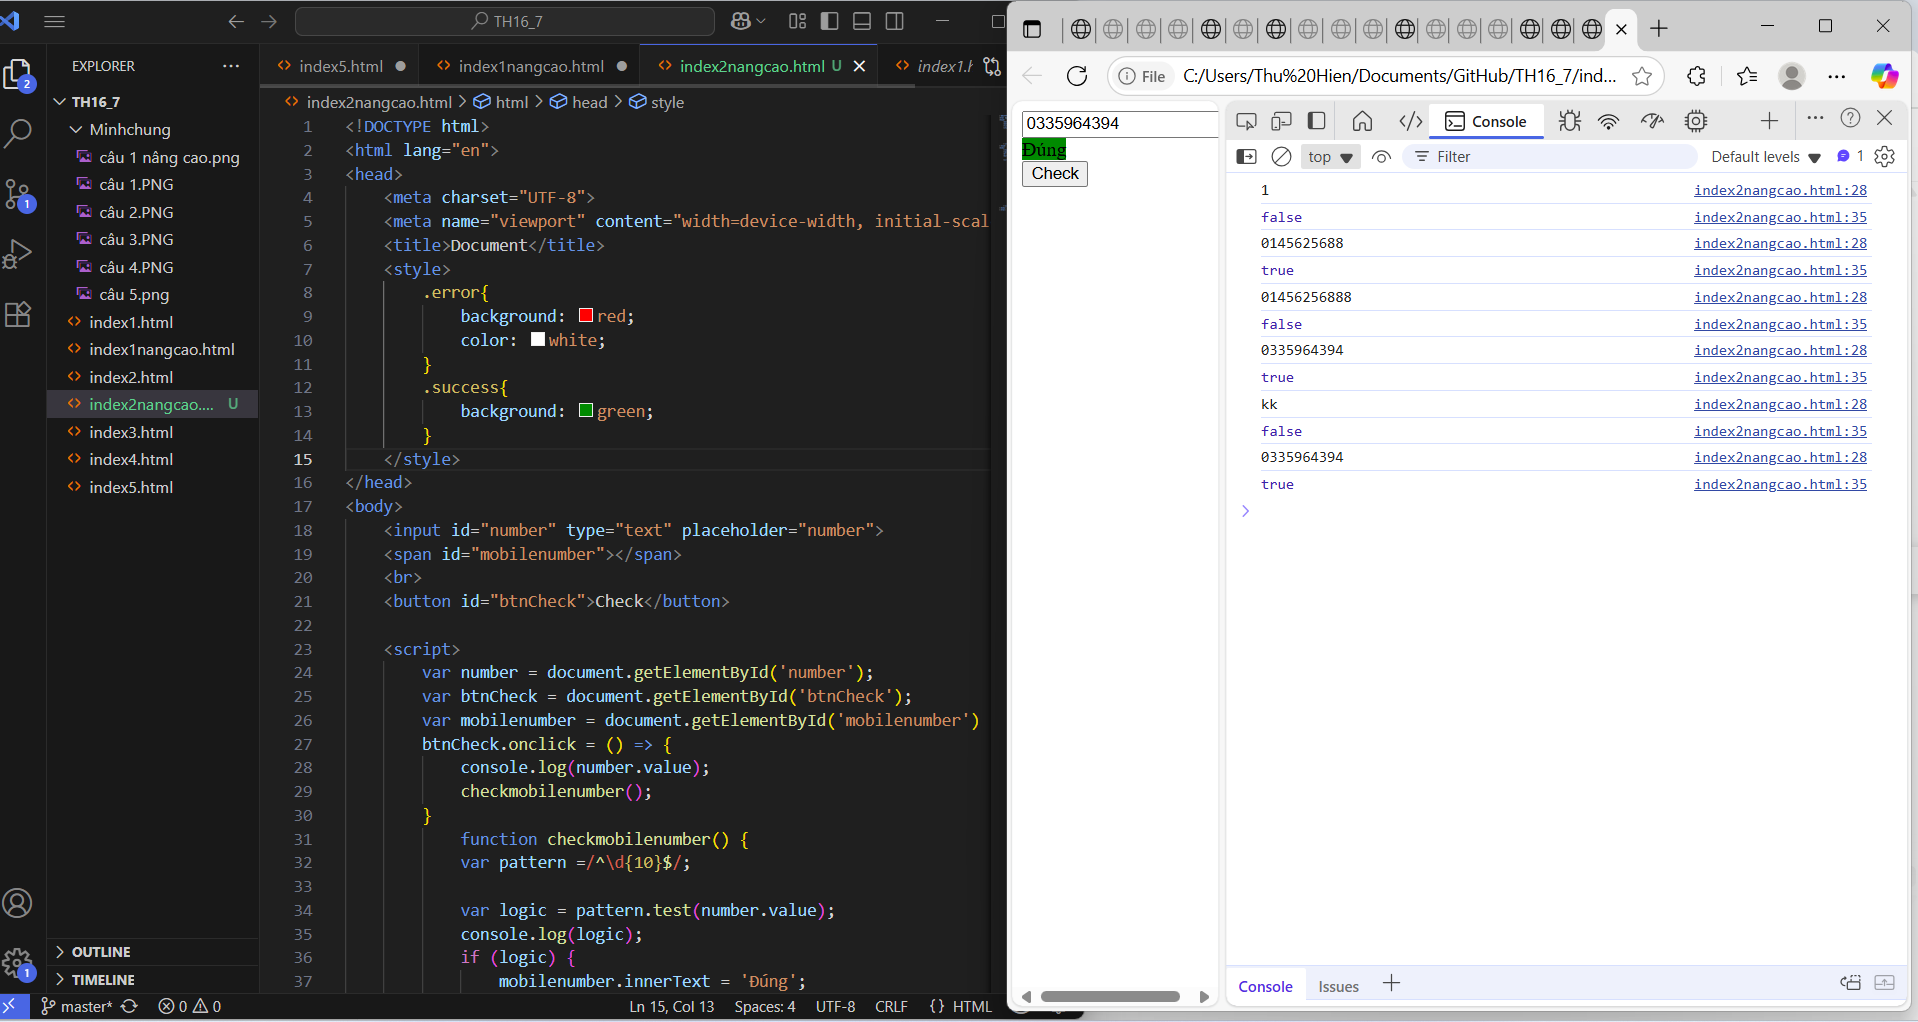 TH16_7
EXPLORER
TH16_7
Minhchung
câu 1 nâng cao.png
câu 1.PNG
câu 2.PNG
câu 3.PNG
câu 4.PNG
câu 5.png
index1.html
index1nangcao.html
index2.html
index2nangcao.... U
index3.html
index4.html
index5.html
OUTLINE
TIMELINE
2
1
1
index5.html
index1nangcao.html
index2nangcao.html U
index1.h
index2nangcao.html > html > head > style
1 <!DOCTYPE html>
2 <html lang="en">
3 <head>
4 <meta charset="UTF-8">
5 <meta name="viewport" content="width=device-width, initial-scal
6 <title>Document</title>
7 <style>
8 .error{
9 background: red;
10 color: white;
11 }
12 .success{
13 background: green;
14 }
15 </style>
16 </head>
17 <body>
18 <input id="number" type="text" placeholder="number">
19 <span id="mobilenumber"></span>
20 <br>
21 <button id="btnCheck">Check</button>
22
23 <script>
24 var number = document.getElementById('number');
25 var btnCheck = document.getElementById('btnCheck');
26 var mobilenumber = document.getElementById('mobilenumber')
27 btnCheck.onclick = () => {
28 console.log(number.value);
29 checkmobilenumber();
30 }
31 function checkmobilenumber() {
32 var pattern =/^\d{10}$/;
33
34 var logic = pattern.test(number.value);
35 console.log(logic);
36 if (logic) {
37 mobilenumber.innerText = 'Đúng';
master* 0 0
Ln 15, Col 13 Spaces: 4 UTF-8 CRLF {} HTML
File C:/Users/Thu%20Hien/Documents/GitHub/TH16_7/ind...
0335964394
Đúng
Check
Console
top Filter Default levels 1
1 index2nangcao.html:28
false index2nangcao.html:35
0145625688 index2nangcao.html:28
true index2nangcao.html:35
01456256888 index2nangcao.html:28
false index2nangcao.html:35
0335964394 index2nangcao.html:28
true index2nangcao.html:35
kk index2nangcao.html:28
false index2nangcao.html:35
0335964394 index2nangcao.html:28
true index2nangcao.html:35
Console Issues